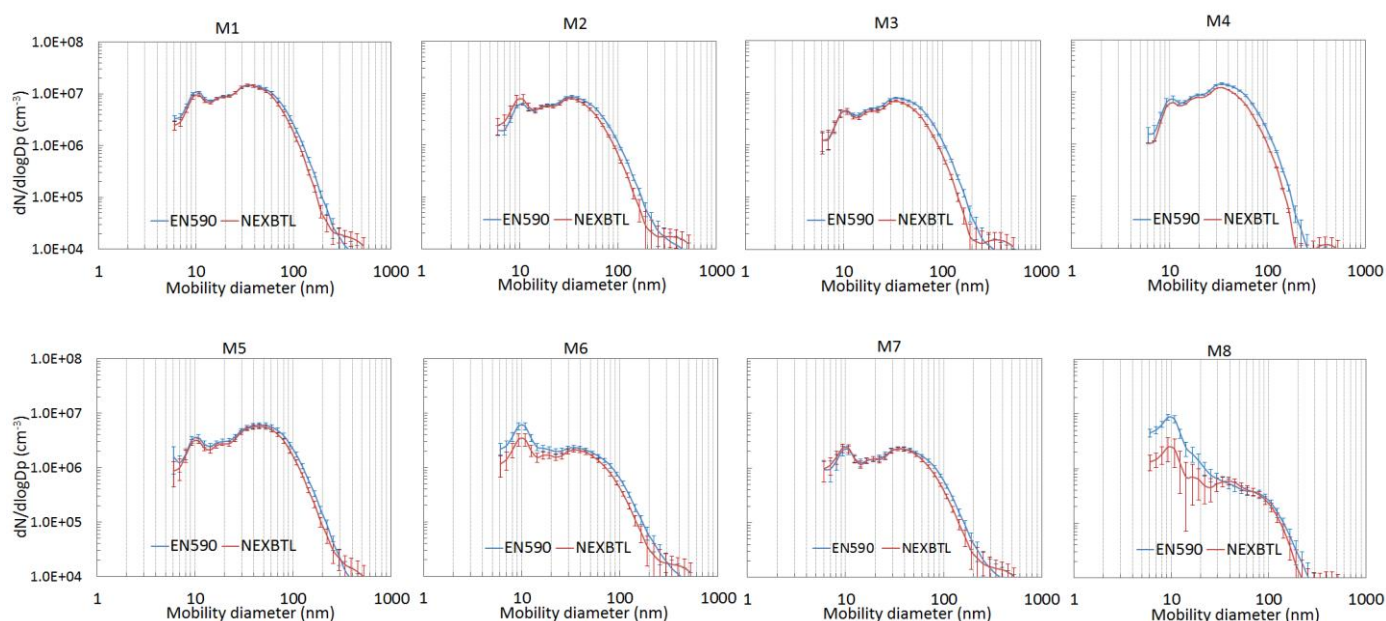 M1
M2
M3
M4
dN/dlogDp (cm⁻³)
1.0E+08
1.0E+07
1.0E+06
1.0E+05
1.0E+04
EN590 NEXBTL
EN590 NEXBTL
EN590 NEXBTL
EN590 NEXBTL
1 10 100 1000
1 10 100 1000
1 10 100 1000
1 10 100 1000
Mobility diameter (nm)
Mobility diameter (nm)
Mobility diameter (nm)
Mobility diameter (nm)
M5
M6
M7
M8
dN/dlogDp (cm⁻³)
1.0E+08
1.0E+07
1.0E+06
1.0E+05
1.0E+04
EN590 NEXBTL
EN590 NEXBTL
EN590 NEXBTL
EN590 NEXBTL
1 10 100 1000
1 10 100 1000
1 10 100 1000
1 10 100 1000
Mobility diameter (nm)
Mobility diameter (nm)
Mobility diameter (nm)
Mobility diameter (nm)